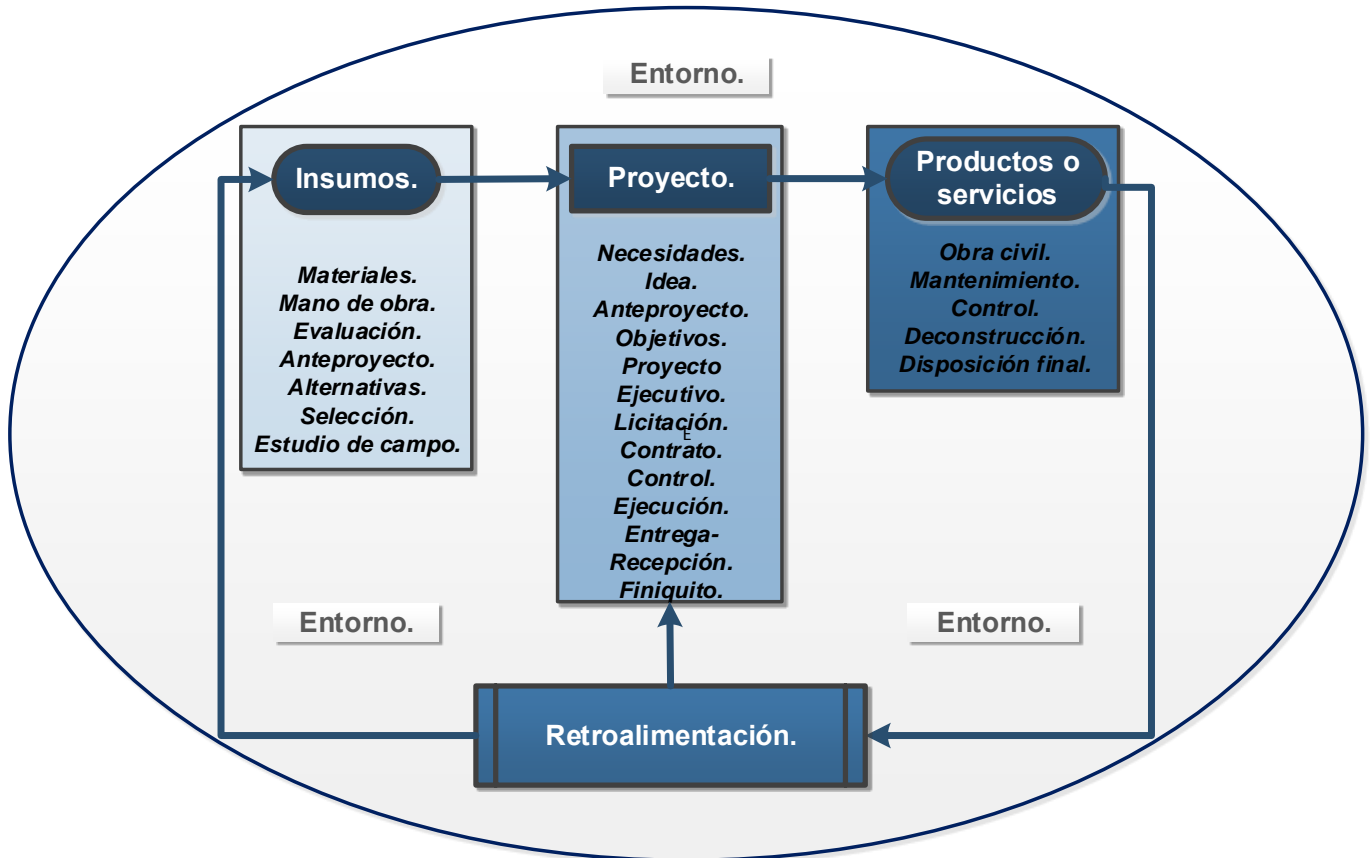 Entorno.
Insumos.
Materiales.
Mano de obra.
Evaluación.
Anteproyecto.
Alternativas.
Selección.
Estudio de campo.
Proyecto.
Necesidades.
Idea.
Anteproyecto.
Objetivos.
Proyecto
Ejecutivo.
Licitación.
E
Contrato.
Control.
Ejecución.
Entrega-
Recepción.
Finiquito.
Productos o
servicios
Obra civil.
Mantenimiento.
Control.
Deconstrucción.
Disposición final.
Entorno.
Entorno.
Retroalimentación.